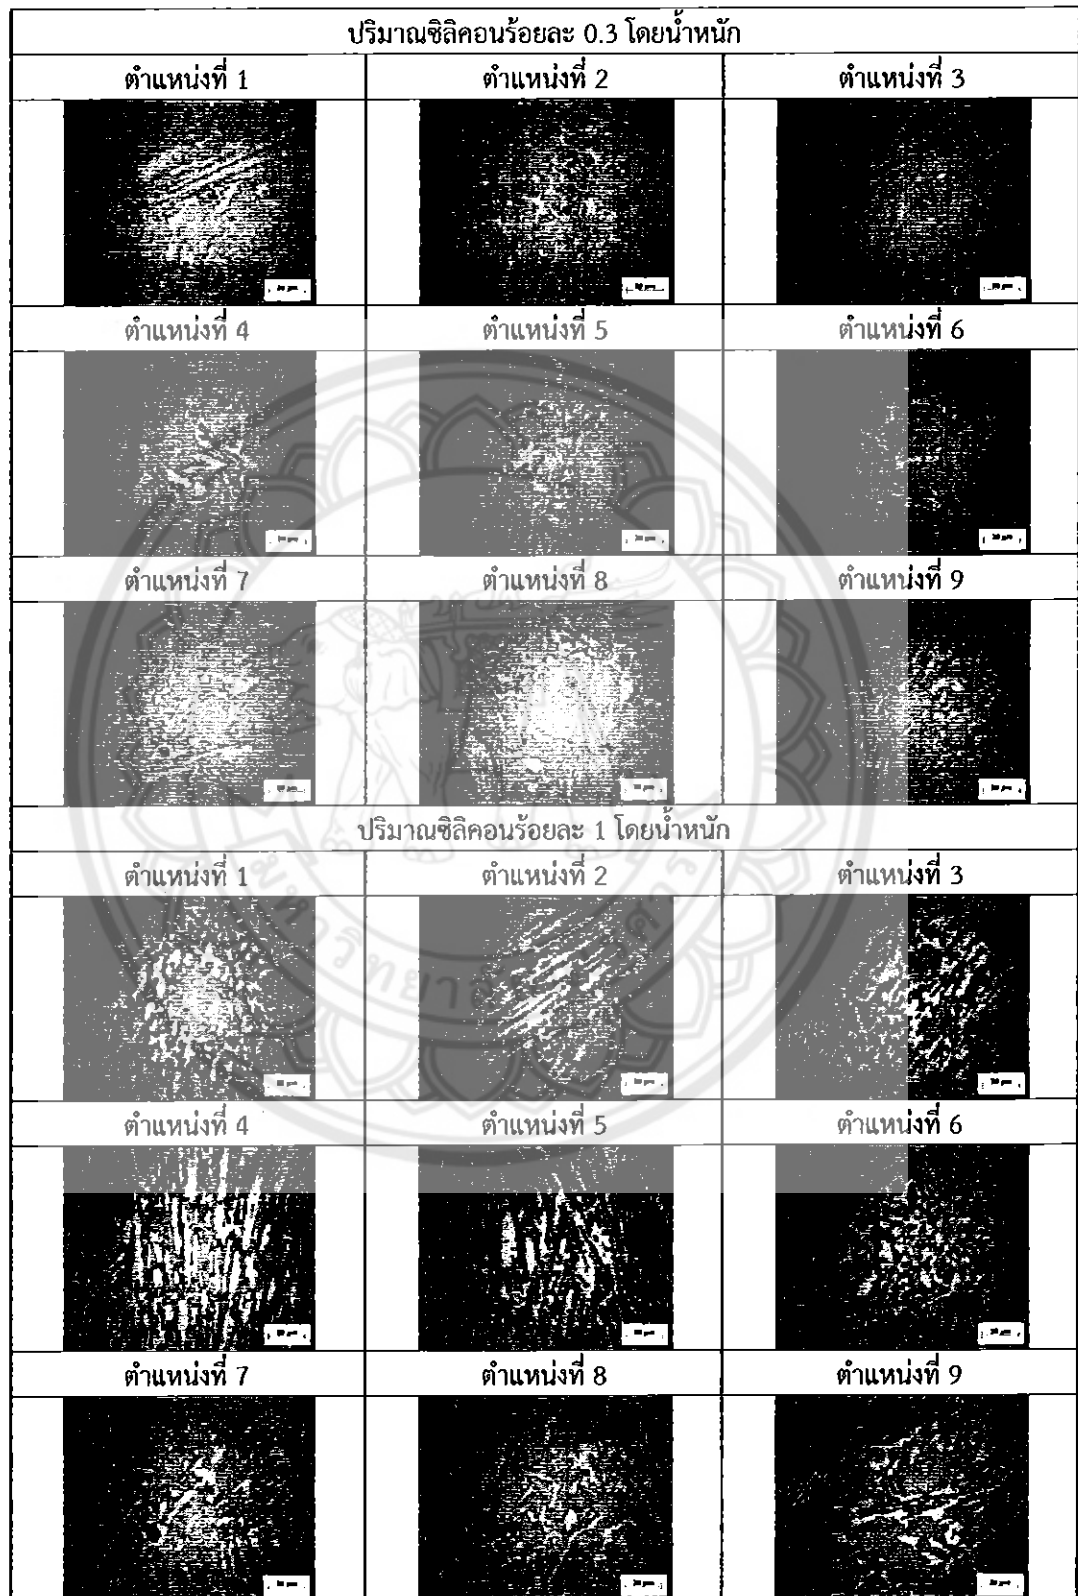 ปริมาณซิลิคอนร้อยละ 0.3 โดยน้ำหนัก
ตำแหน่งที่ 1 ตำแหน่งที่ 2 ตำแหน่งที่ 3
ตำแหน่งที่ 4 ตำแหน่งที่ 5 ตำแหน่งที่ 6
ตำแหน่งที่ 7 ตำแหน่งที่ 8 ตำแหน่งที่ 9
ปริมาณซิลิคอนร้อยละ 1 โดยน้ำหนัก
ตำแหน่งที่ 1 ตำแหน่งที่ 2 ตำแหน่งที่ 3
ตำแหน่งที่ 4 ตำแหน่งที่ 5 ตำแหน่งที่ 6
ตำแหน่งที่ 7 ตำแหน่งที่ 8 ตำแหน่งที่ 9